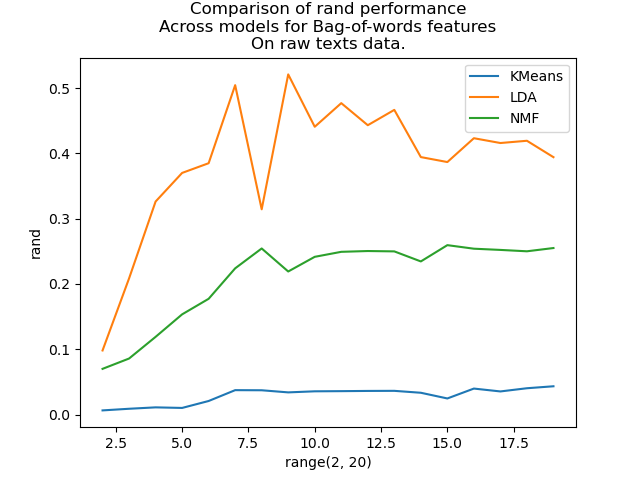 Comparison of rand performance
Across models for Bag-of-words features
On raw texts data.
KMeans
LDA
NMF
rand
0.5
0.4
0.3
0.2
0.1
0.0
2.5 5.0 7.5 10.0 12.5 15.0 17.5
range(2, 20)